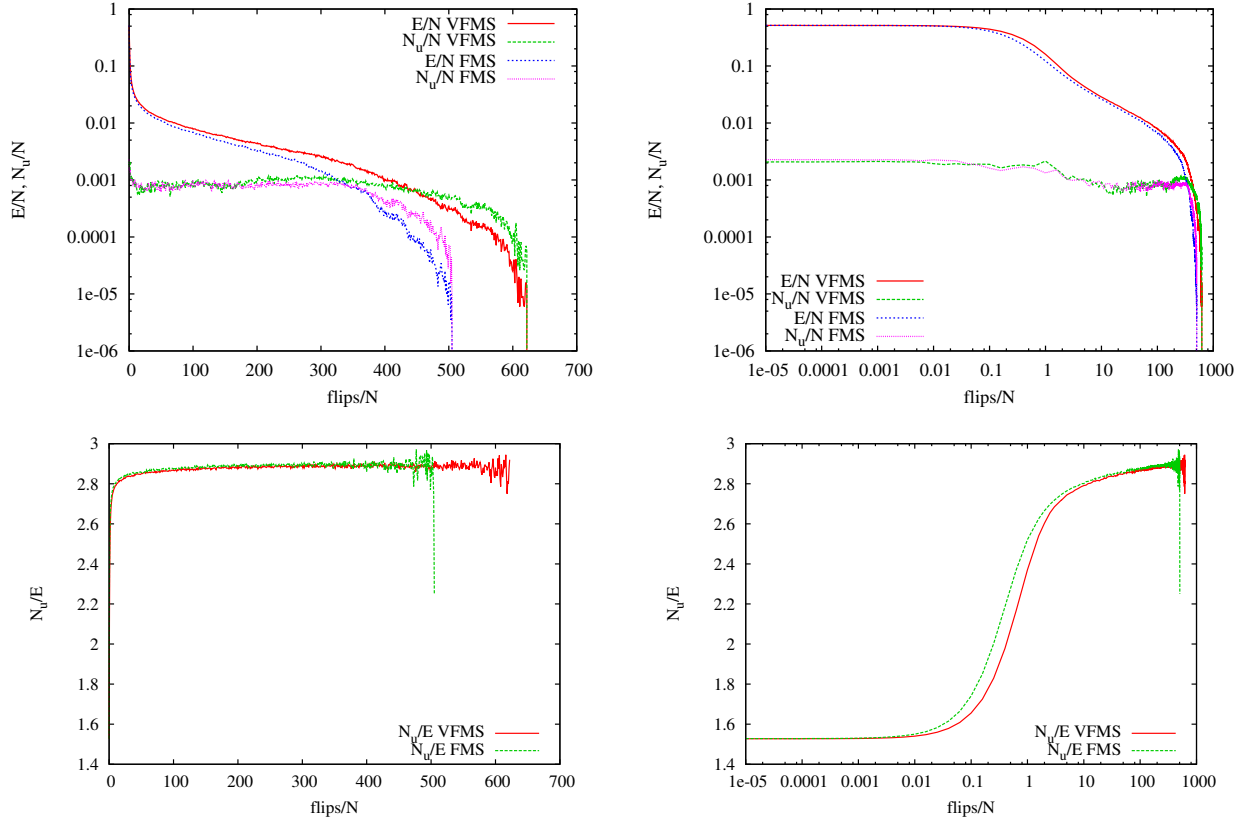 E/N, N_u/N
1
0.1
0.01
0.001
0.0001
1e-05
1e-06
0 100 200 300 400 500 600 700
flips/N
E/N VFMS
N_u/N VFMS
E/N FMS
N_u/N FMS
E/N, N_u/N
1
0.1
0.01
0.001
0.0001
1e-05
1e-06
1e-05 0.0001 0.001 0.01 0.1 1 10 100 1000
flips/N
E/N VFMS
N_u/N VFMS
E/N FMS
N_u/N FMS
N_u/E
3
2.8
2.6
2.4
2.2
2
1.8
1.6
1.4
0 100 200 300 400 500 600 700
flips/N
N_u/E VFMS
N_u/E FMS
N_u/E
3
2.8
2.6
2.4
2.2
2
1.8
1.6
1.4
1e-05 0.0001 0.001 0.01 0.1 1 10 100 1000
flips/N
N_u/E VFMS
N_u/E FMS